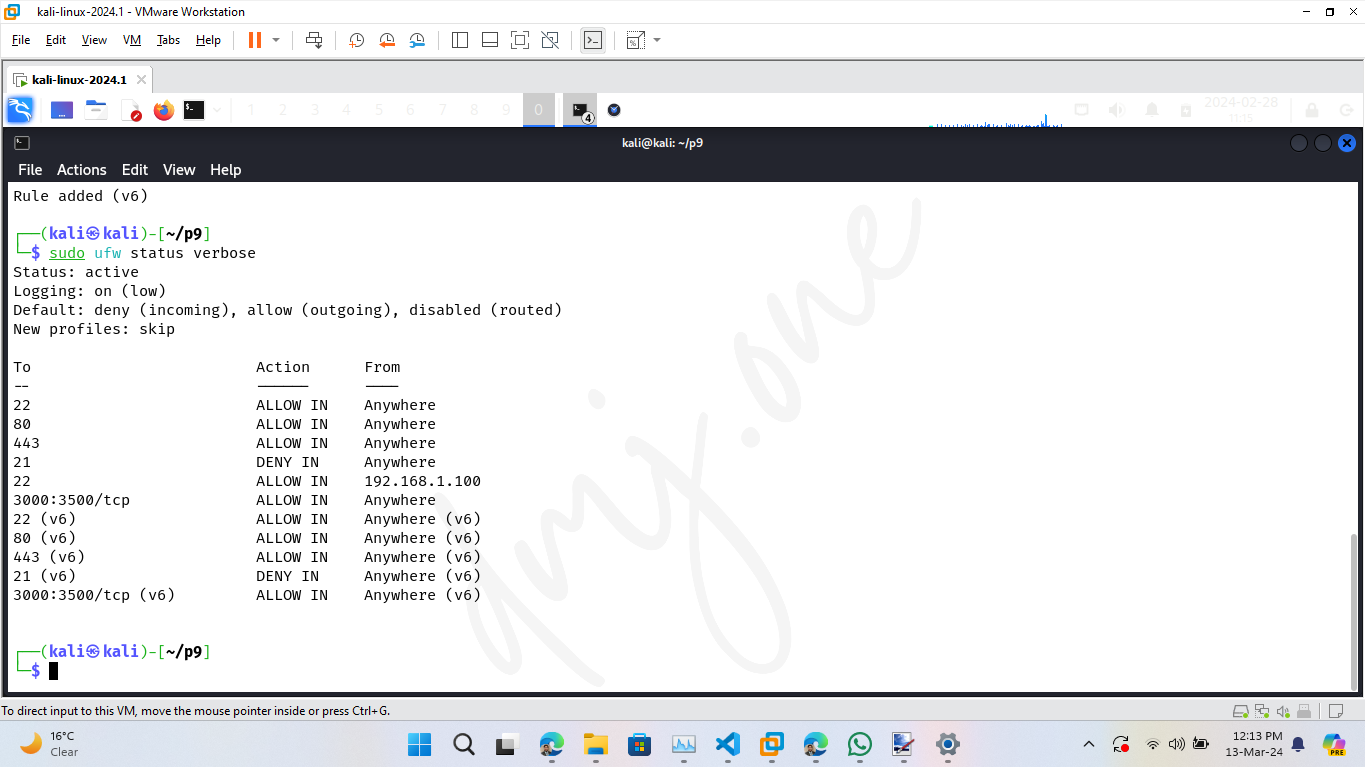 kali-linux-2024.1 - VMware Workstation
File Edit View VM Tabs Help
kali-linux-2024.1
1 2 3 4 5 6 7 8 9 0 4 2024-02-28
11:15
kali@kali: ~/p9
File Actions Edit View Help
Rule added (v6)
┌──(kali㉿kali)-[~/p9]
└─$ sudo ufw status verbose
Status: active
Logging: on (low)
Default: deny (incoming), allow (outgoing), disabled (routed)
New profiles: skip
To Action From
-- ------ ----
22 ALLOW IN Anywhere
80 ALLOW IN Anywhere
443 ALLOW IN Anywhere
21 DENY IN Anywhere
22 ALLOW IN 192.168.1.100
3000:3500/tcp ALLOW IN Anywhere
22 (v6) ALLOW IN Anywhere (v6)
80 (v6) ALLOW IN Anywhere (v6)
443 (v6) ALLOW IN Anywhere (v6)
21 (v6) DENY IN Anywhere (v6)
3000:3500/tcp (v6) ALLOW IN Anywhere (v6)
┌──(kali㉿kali)-[~/p9]
└─$
To direct input to this VM, move the mouse pointer inside or press Ctrl+G.
16°C
Clear
12:13 PM
13-Mar-24
PRE